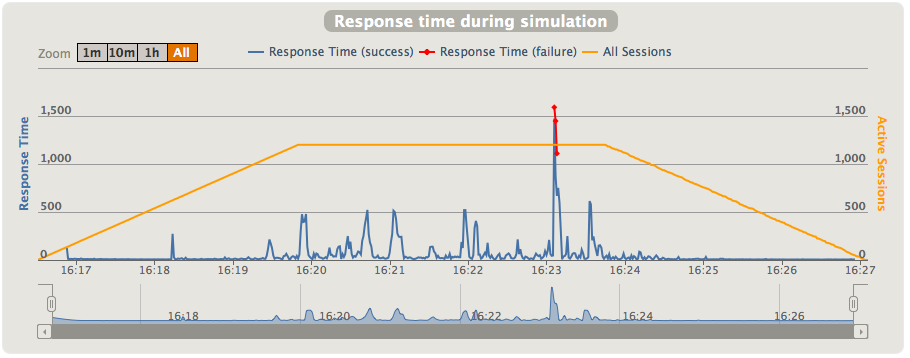 Response time during simulation
Zoom 1m 10m 1h All
Response Time (success) Response Time (failure) All Sessions
1,500 1,500
1,000 1,000
500 500
0 0
Response Time
Active Sessions
16:17 16:18 16:19 16:20 16:21 16:22 16:23 16:24 16:25 16:26 16:27
16:18 16:20 16:22 16:24 16:26